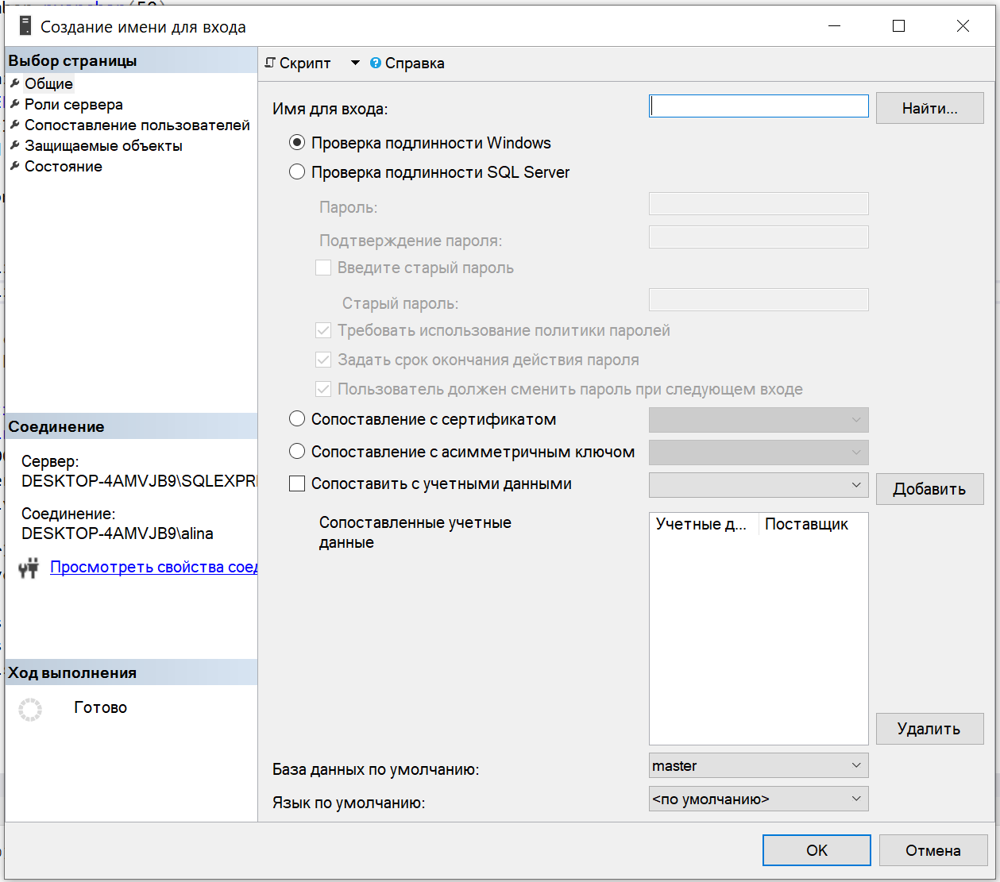 Создание имени для входа
Выбор страницы
Общие
Роли сервера
Сопоставление пользователей
Защищаемые объекты
Состояние
Соединение
Сервер:
DESKTOP-4AMVJB9\SQLEXPR
Соединение:
DESKTOP-4AMVJB9\alina
Просмотреть свойства соед
Ход выполнения
Готово
Скрипт
Справка
Имя для входа:
Найти...
Проверка подлинности Windows
Проверка подлинности SQL Server
Пароль:
Подтверждение пароля:
Введите старый пароль
Старый пароль:
Требовать использование политики паролей
Задать срок окончания действия пароля
Пользователь должен сменить пароль при следующем входе
Сопоставление с сертификатом
Сопоставление с асимметричным ключом
Сопоставить с учетными данными
Добавить
Сопоставленные учетные
данные
Учетные д... Поставщик
Удалить
База данных по умолчанию:
master
Язык по умолчанию:
<по умолчанию>
ОК
Отмена